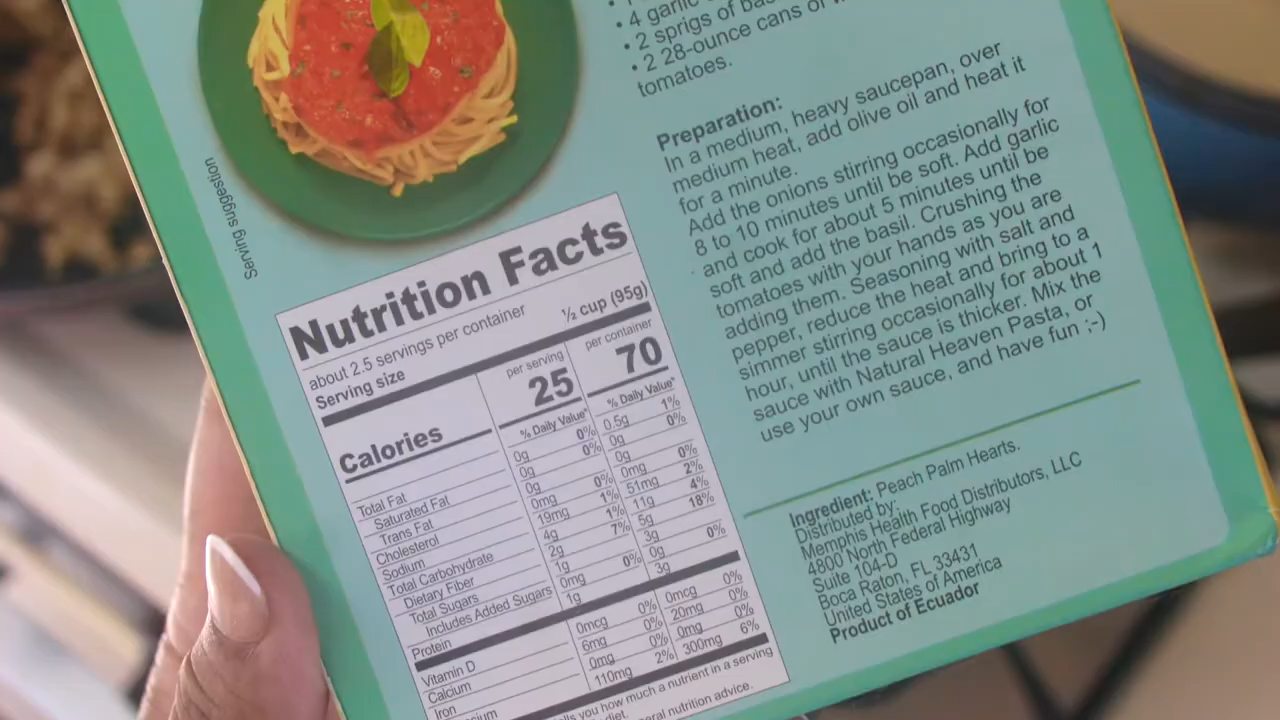 • 4 garlic
• 2 sprigs of
• 2 28-ounce cans of
tomatoes.
Preparation:
In a medium, heavy saucepan, over
medium heat, add olive oil and heat it
for a minute.
Add the onions stirring occasionally for
8 to 10 minutes until be soft. Add garlic
and cook for about 5 minutes until be
soft and add the basil. Crushing the
tomatoes with your hands as you are
adding them. Seasoning with salt and
pepper, reduce the heat and bring to a
simmer stirring occasionally for about 1
hour, until the sauce is thicker. Mix the
sauce with Natural Heaven Pasta, or
use your own sauce, and have fun :-)
Ingredient: Peach Palm Hearts.
Distributed by:
Memphis Health Food Distributors, LLC
4800 North Federal Highway
Suite 104-D
Boca Raton, FL 33431
United States of America
Product of Ecuador
Serving suggestion
Nutrition Facts
about 2.5 servings per container
Serving size ½ cup (95g)
per serving per container
Calories 25 70
% Daily Value* % Daily Value*
Total Fat 0g 0% 0.5g 1%
Saturated Fat 0g 0% 0g 0%
Trans Fat 0g 0g
Cholesterol 0mg 0% 0mg 0%
Sodium 19mg 1% 51mg 2%
Total Carbohydrate 4g 1% 11g 4%
Dietary Fiber 2g 7% 5g 18%
Total Sugars 1g 3g
Includes Added Sugars 0mg 0% 0g 0%
Protein 1g 3g
Vitamin D 0mcg 0% 0mcg 0%
Calcium 6mg 0% 20mg 0%
Iron 0mg 0% 0mg 0%
110mg 2% 300mg 6%
you how much a nutrient in a serving
diet.
nutrition advice.